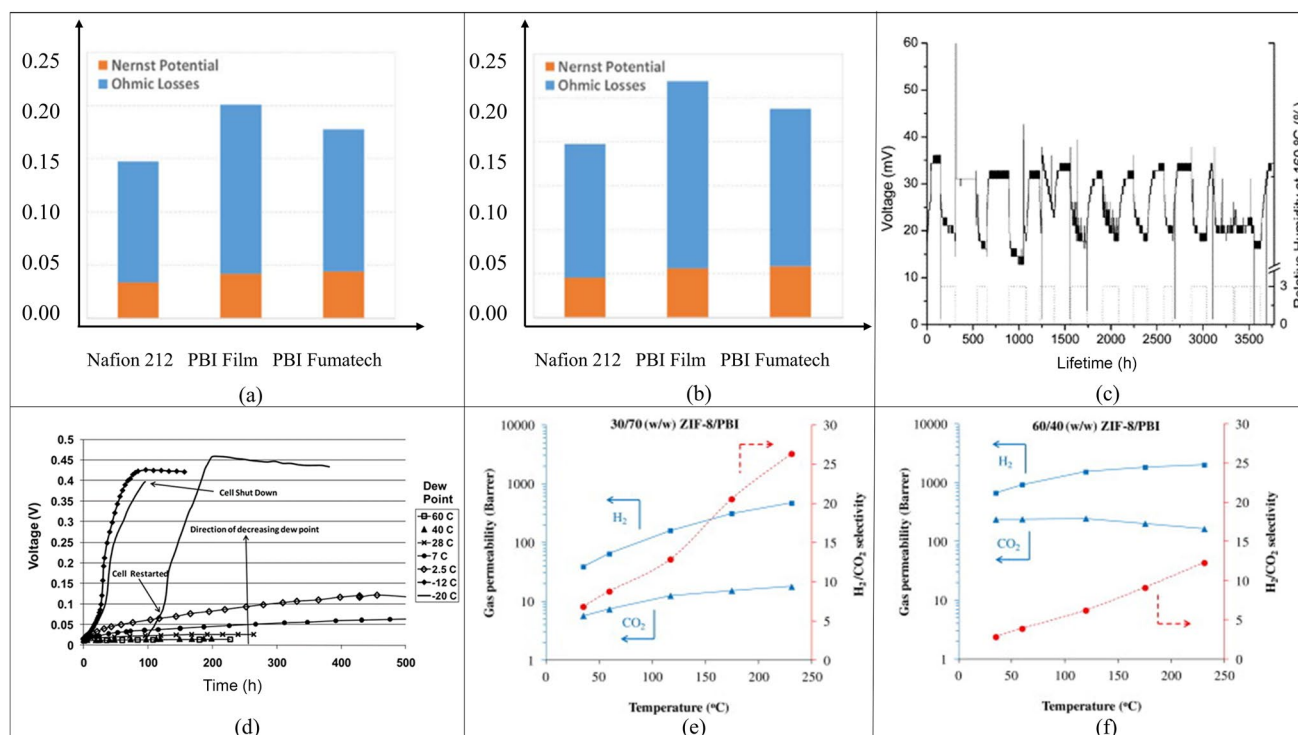 0.25
0.20
0.15
0.10
0.05
0.00
Nernst Potential
Ohmic Losses
Nafion 212 PBI Film PBI Fumatech
(a)
0.25
0.20
0.15
0.10
0.05
0.00
Nernst Potential
Ohmic Losses
Nafion 212 PBI Film PBI Fumatech
(b)
60
50
40
30
20
10
0
Voltage (mV)
3
0
0 500 1000 1500 2000 2500 3000 3500
Lifetime (h)
(c)
0.5
0.45
0.4
0.35
0.3
0.25
0.2
0.15
0.1
0.05
0
Voltage (V)
Cell Shut Down
Direction of decreasing dew point
Cell Restarted
Dew
Point
60 C
40 C
28 C
7 C
2.5 C
-12 C
-20 C
0 100 200 300 400 500
Time (h)
(d)
30/70 (w/w) ZIF-8/PBI
10000
1000
100
10
1
Gas permeability (Barrer)
H2
CO2
30
25
20
15
10
5
0
H2/CO2 selectivity
0 50 100 150 200 250
Temperature (°C)
(e)
60/40 (w/w) ZIF-8/PBI
10000
1000
100
10
1
Gas permeability (Barrer)
H2
CO2
30
25
20
15
10
5
0
H2/CO2 selectivity
0 50 100 150 200 250
Temperature (°C)
(f)